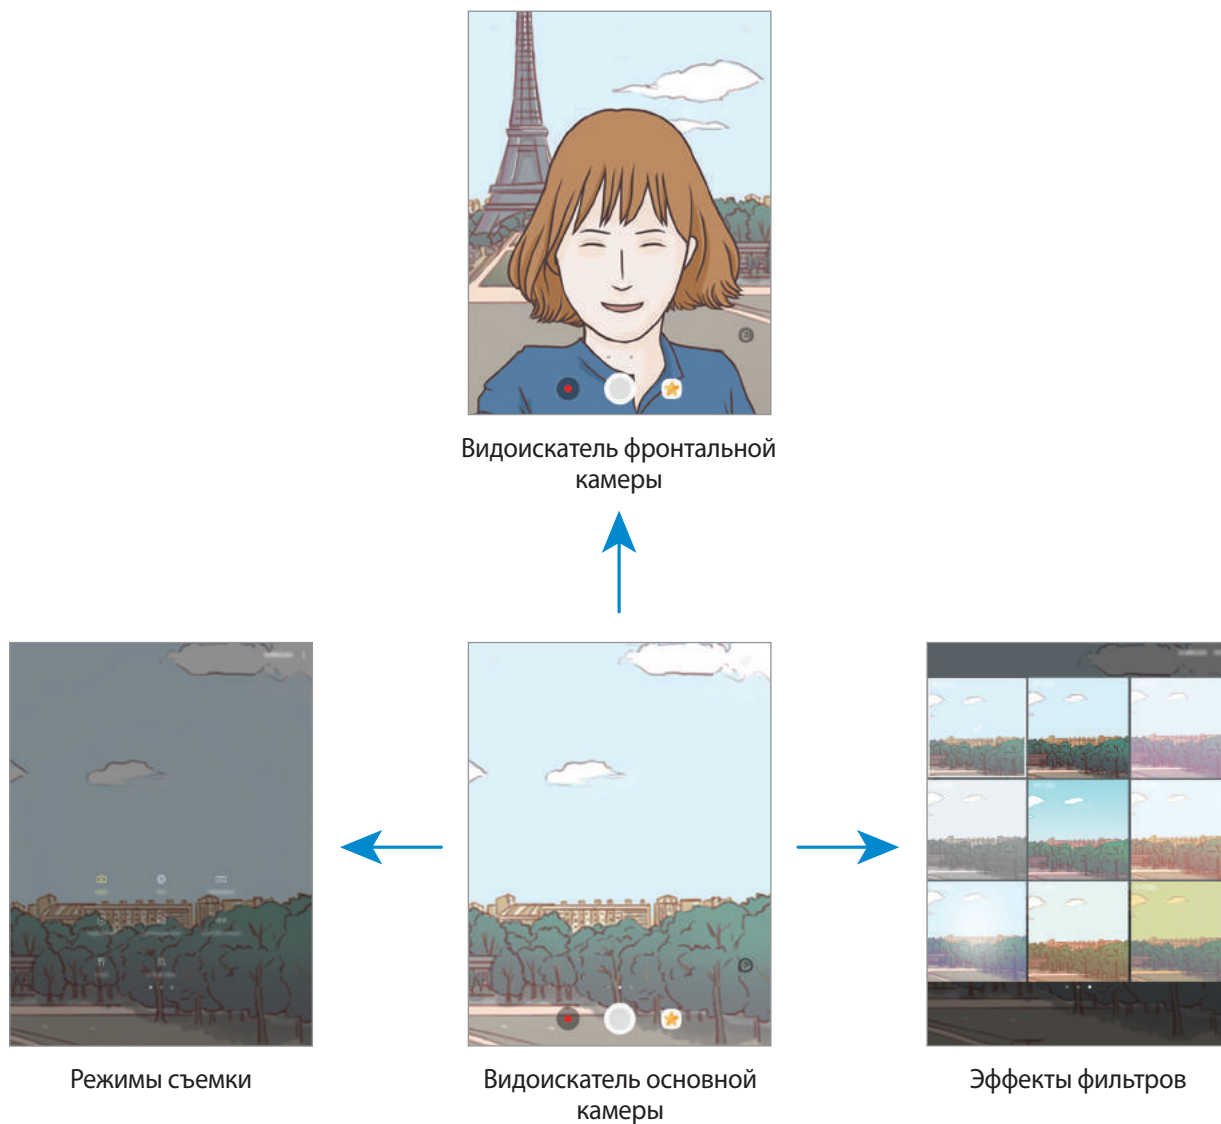 Видоискатель фронтальной
камеры
Режимы съемки
Видоискатель основной
камеры
Эффекты фильтров